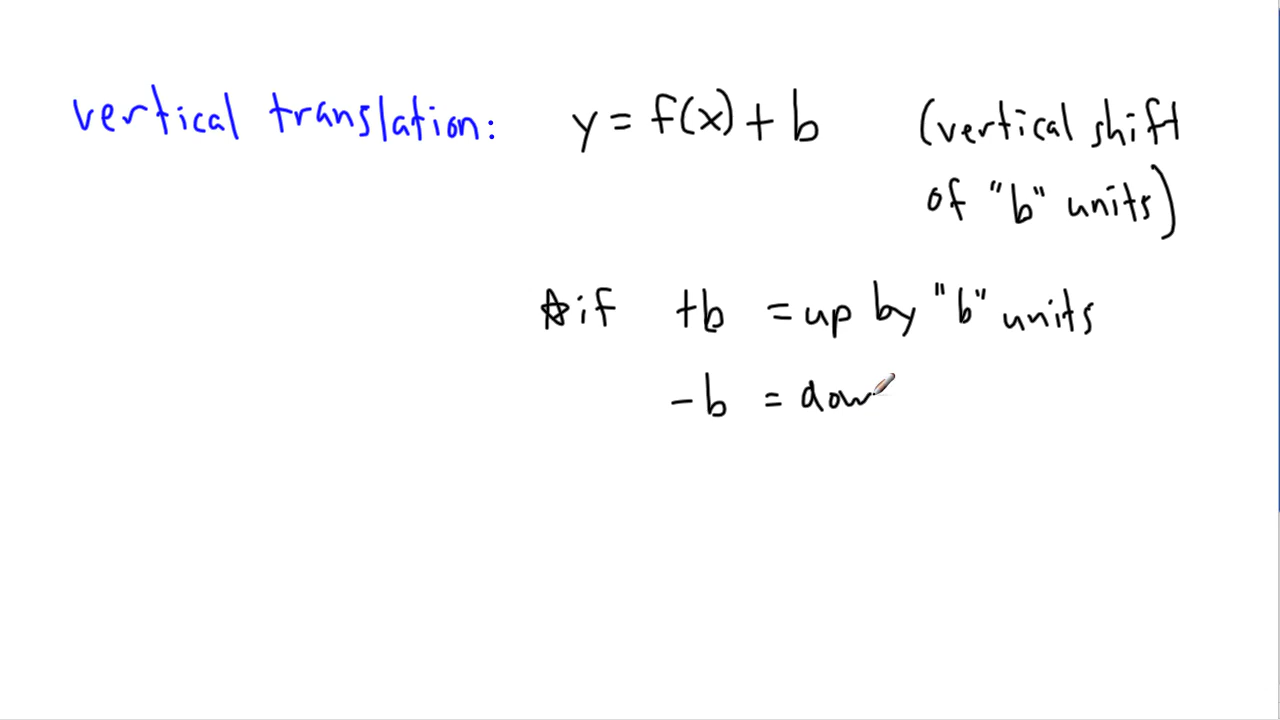 vertical translation: y = f(x) + b (vertical shift
of "b" units)
☆if +b = up by "b" units
-b = dow